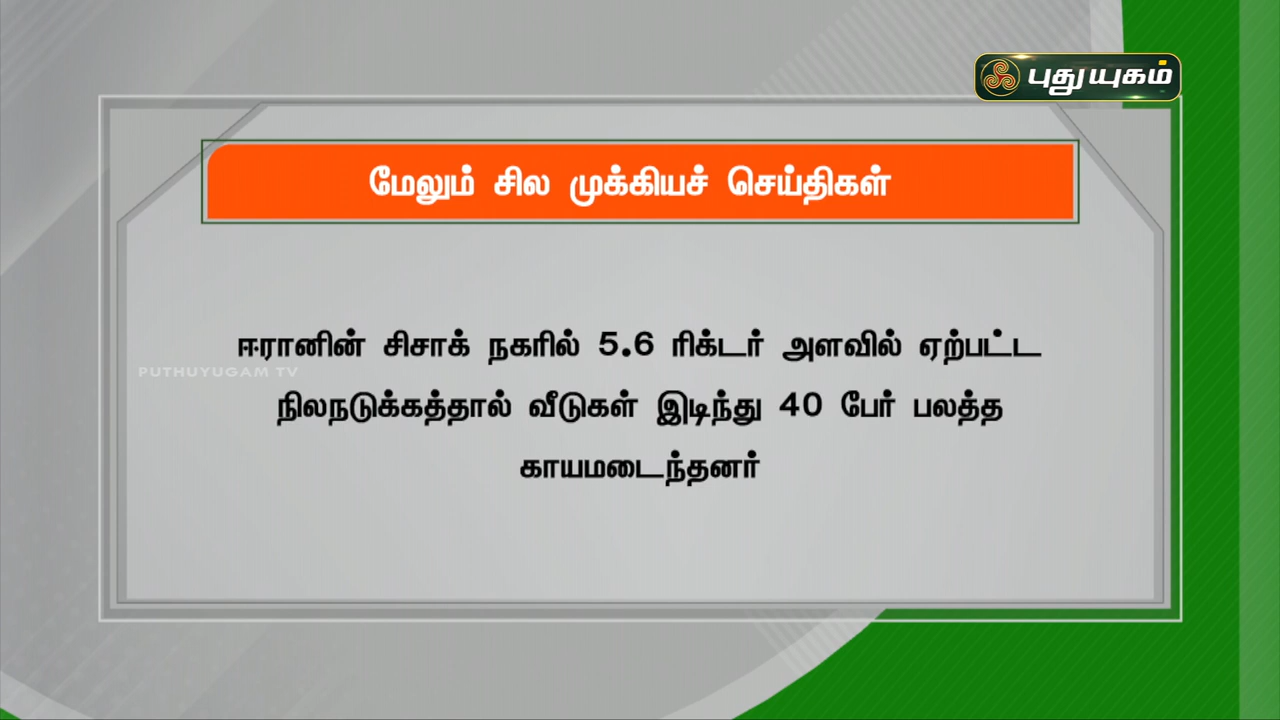 புதுயுகம்
மேலும் சில முக்கியச் செய்திகள்
ஈரானின் சிசாக் நகரில் 5.6 ரிக்டர் அளவில் ஏற்பட்ட
PUTHUYUGAM TV
நிலநடுக்கத்தால் வீடுகள் இடிந்து 40 பேர் பலத்த
காயமடைந்தனர்